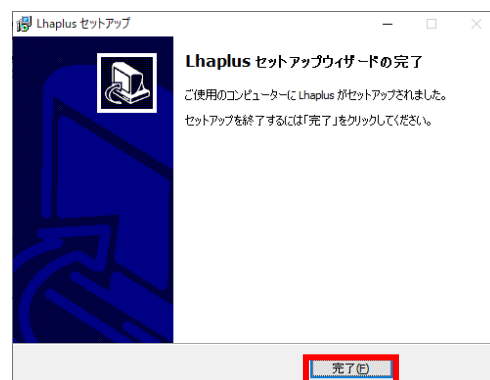 Lhaplus セットアップ
Lhaplus セットアップウィザードの完了
ご使用のコンピューターに Lhaplus がセットアップされました。
セットアップを終了するには「完了」をクリックしてください。
完了(F)